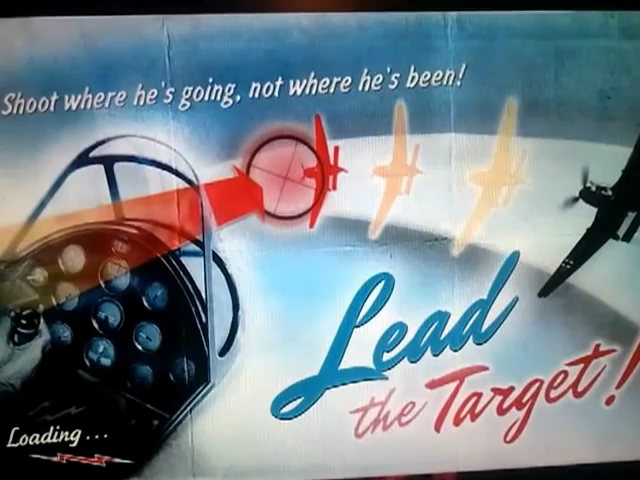 Shoot where he's going, not where he's been!
Lead
the Target!
Loading...